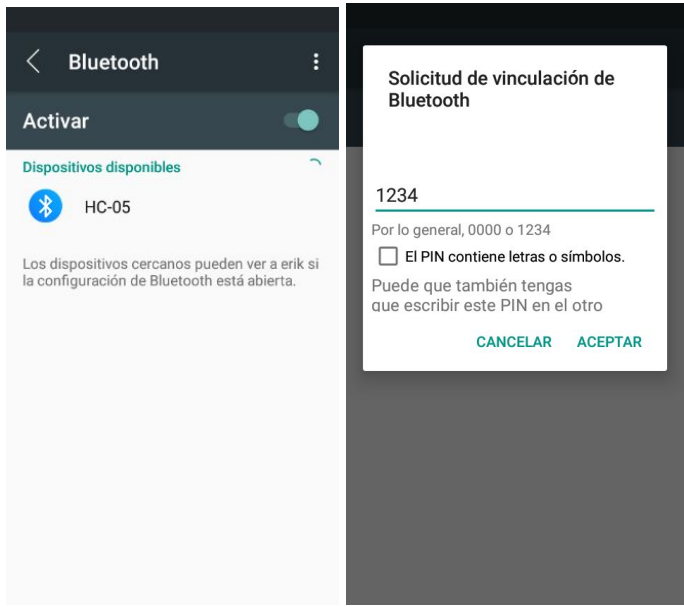 Bluetooth
Activar
Dispositivos disponibles
HC-05
Los dispositivos cercanos pueden ver a erik si
la configuración de Bluetooth está abierta.
Solicitud de vinculación de
Bluetooth
1234
Por lo general, 0000 o 1234
El PIN contiene letras o símbolos.
Puede que también tengas
que escribir este PIN en el otro
CANCELAR ACEPTAR